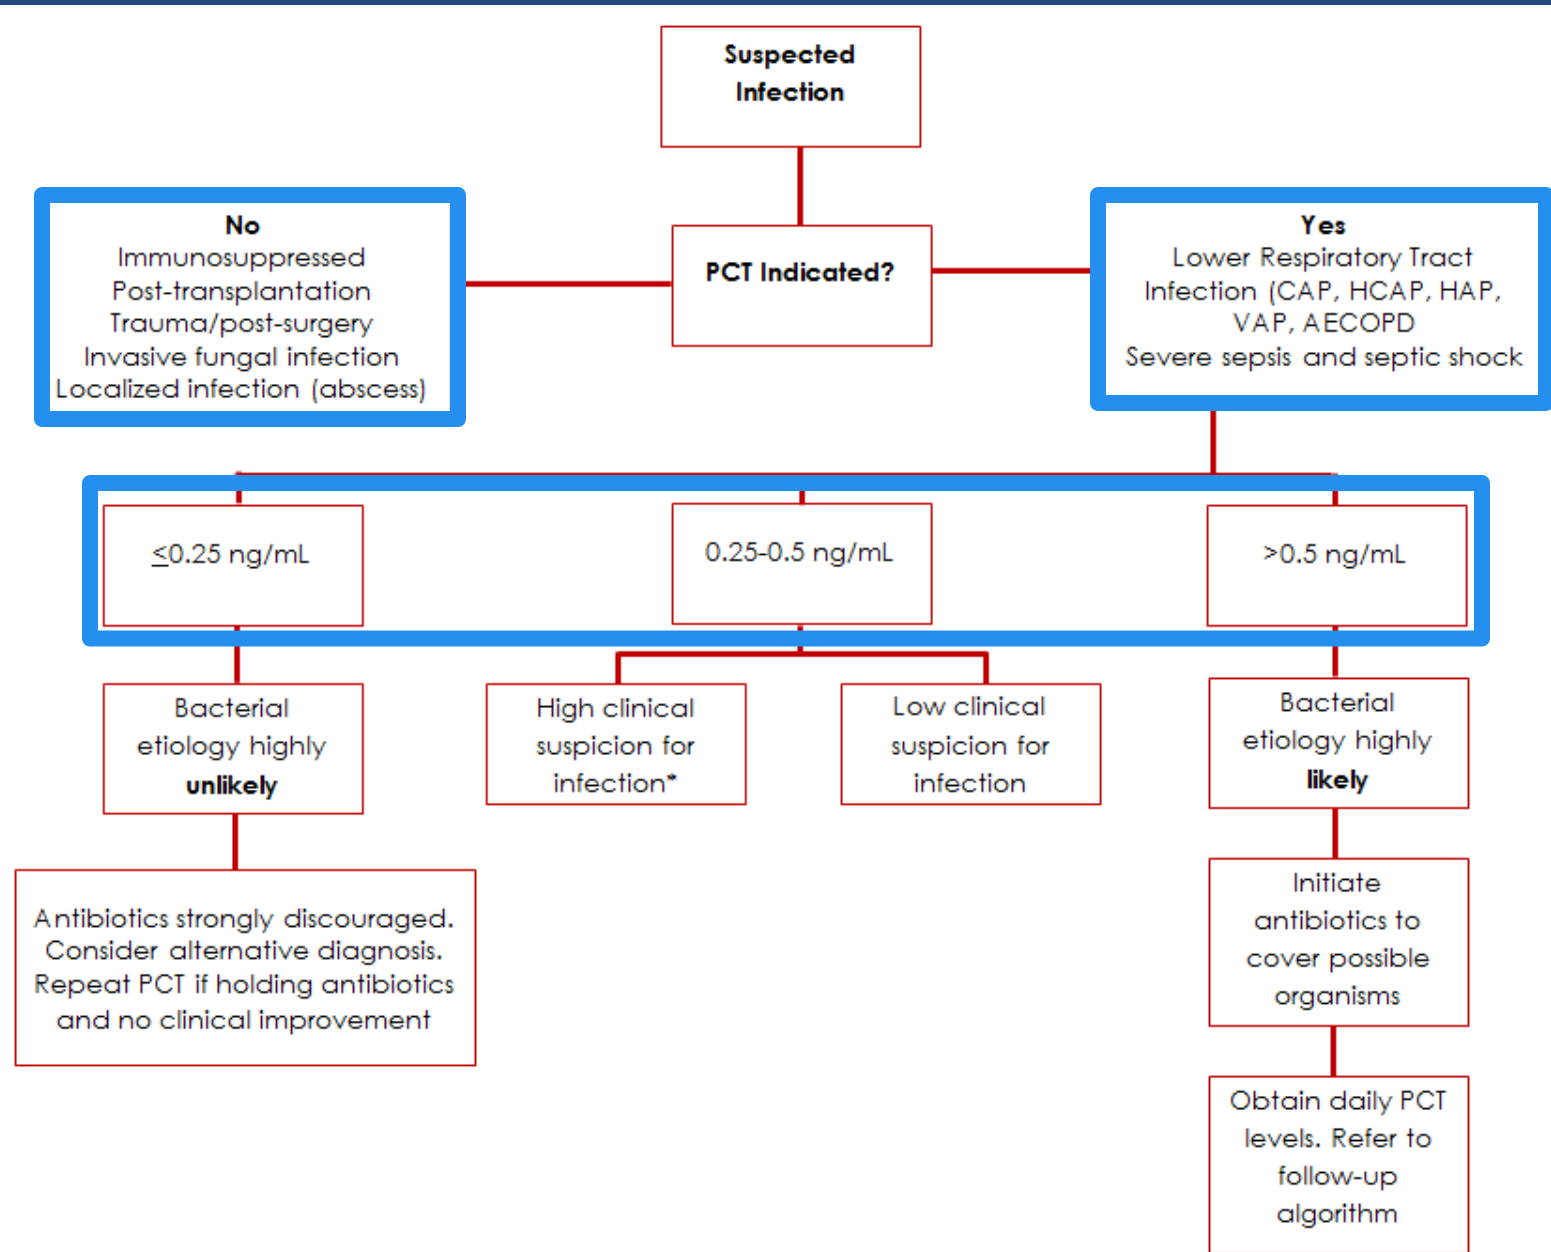 Suspected
Infection
No
Immunosuppressed
Post-transplantation
Trauma/post-surgery
Invasive fungal infection
Localized infection (abscess)
PCT Indicated?
Yes
Lower Respiratory Tract
Infection (CAP, HCAP, HAP,
VAP, AECOPD
Severe sepsis and septic shock
≤0.25 ng/mL
0.25-0.5 ng/mL
>0.5 ng/mL
Bacterial
etiology highly
unlikely
High clinical
suspicion for
infection*
Low clinical
suspicion for
infection
Bacterial
etiology highly
likely
Antibiotics strongly discouraged.
Consider alternative diagnosis.
Repeat PCT if holding antibiotics
and no clinical improvement
Initiate
antibiotics to
cover possible
organisms
Obtain daily PCT
levels. Refer to
follow-up
algorithm